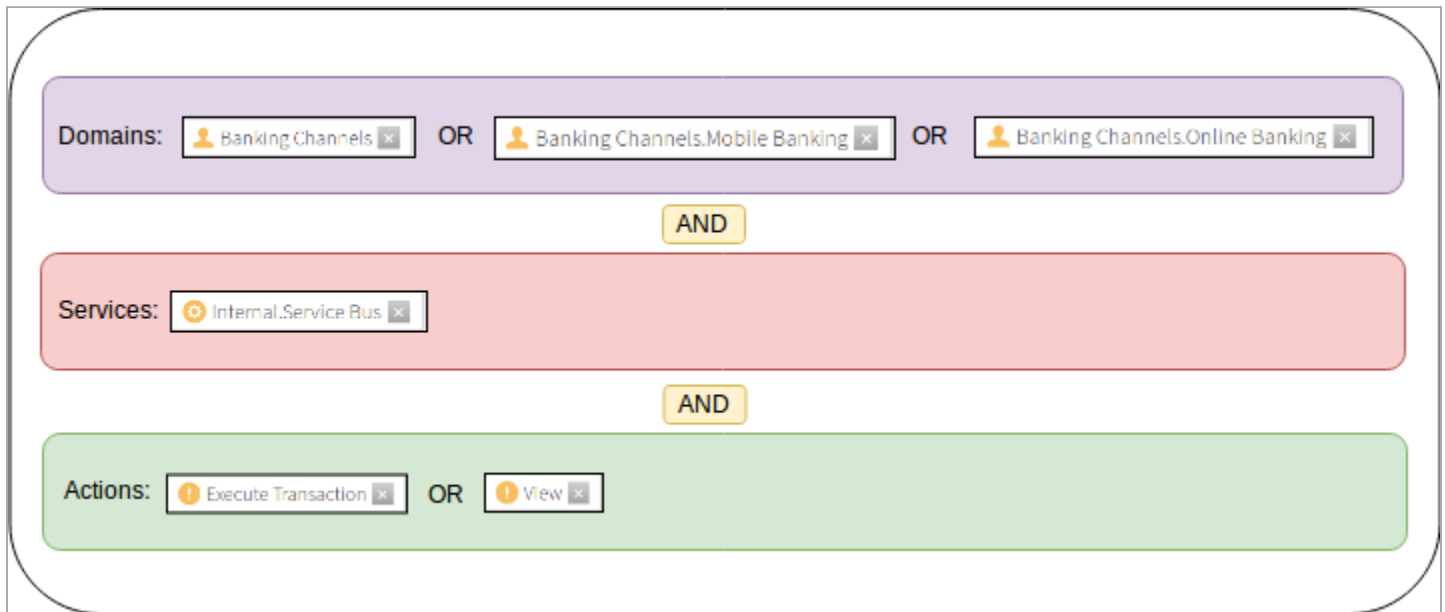 Domains: Banking Channels OR Banking Channels.Mobile Banking OR Banking Channels.Online Banking
AND
Services: Internal.Service Bus
AND
Actions: Execute Transaction OR View